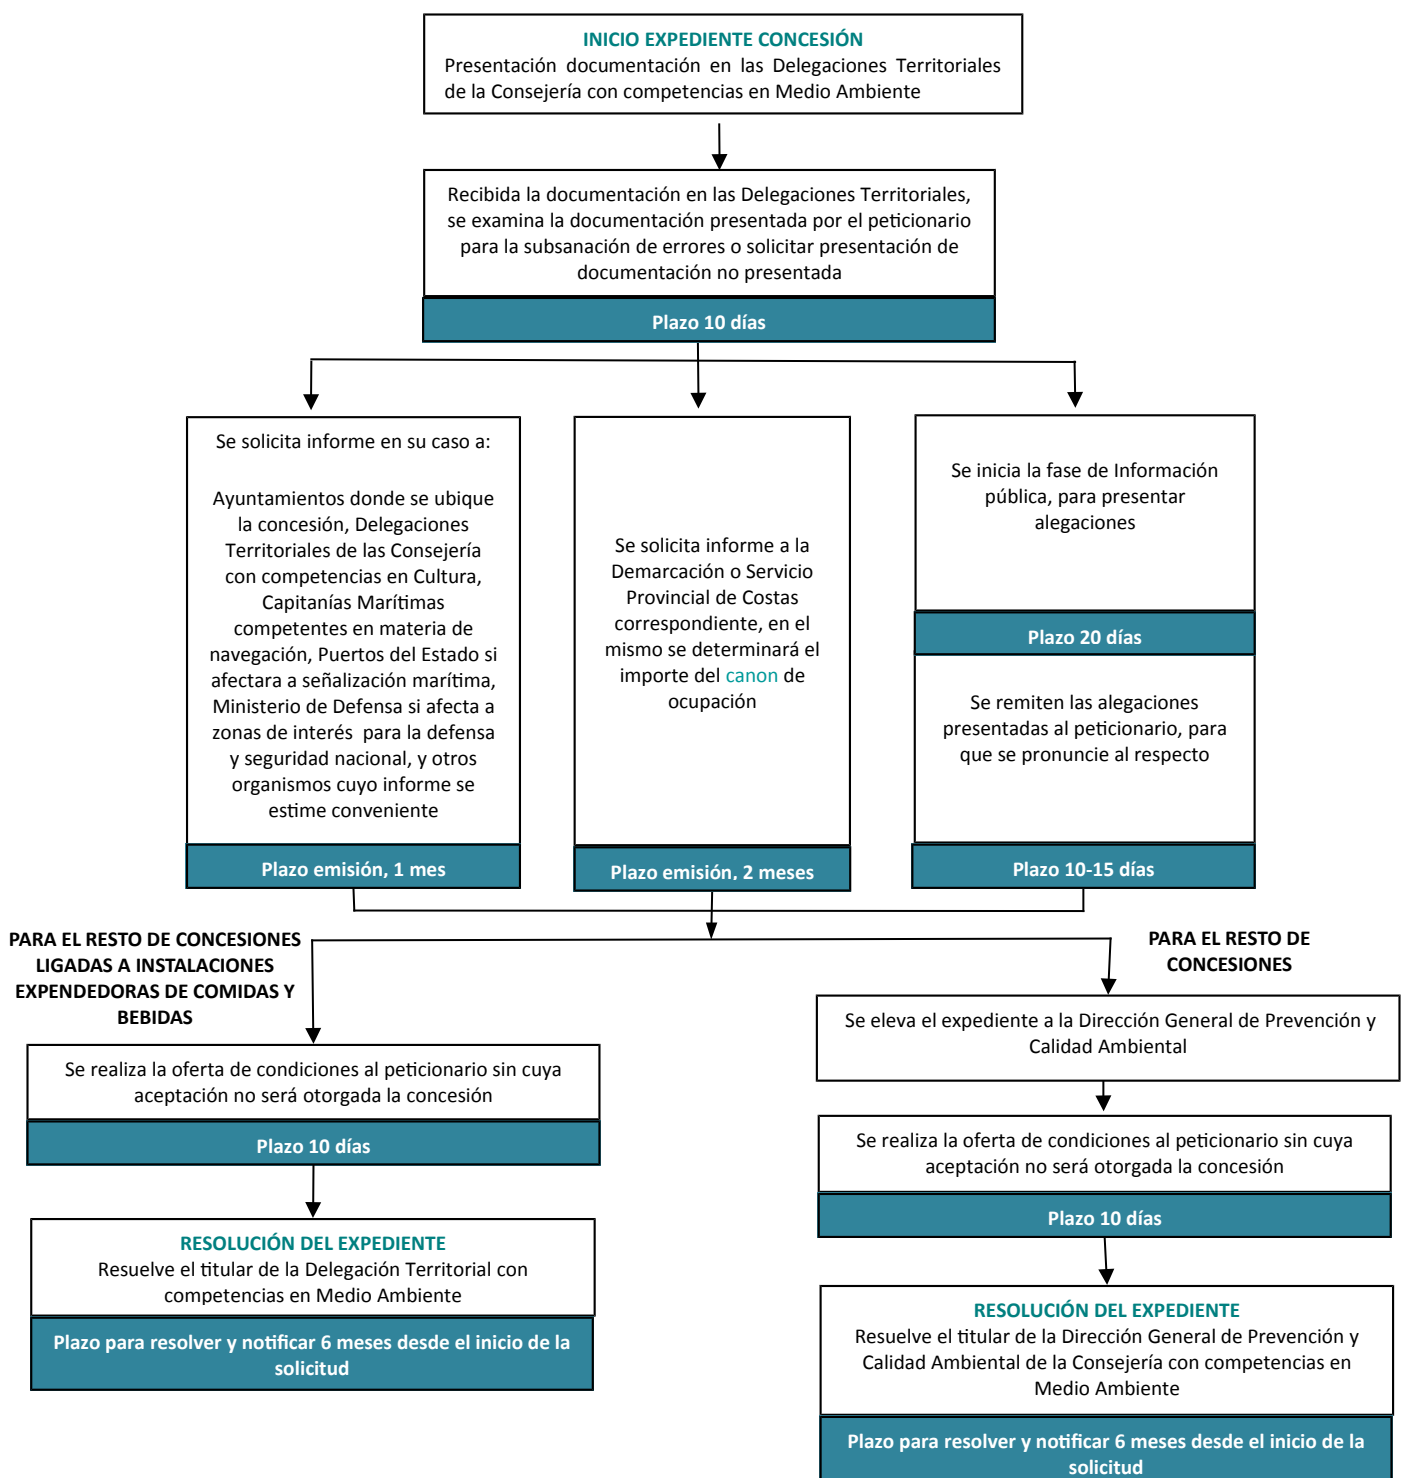 INICIO EXPEDIENTE CONCESIÓN
Presentación documentación en las Delegaciones Territoriales
de la Consejería con competencias en Medio Ambiente
Recibida la documentación en las Delegaciones Territoriales,
se examina la documentación presentada por el peticionario
para la subsanación de errores o solicitar presentación de
documentación no presentada
Plazo 10 días
Se solicita informe en su caso a:
Ayuntamientos donde se ubique
la concesión, Delegaciones
Territoriales de las Consejería
con competencias en Cultura,
Capitanías Marítimas
competentes en materia de
navegación, Puertos del Estado si
afectara a señalización marítima,
Ministerio de Defensa si afecta a
zonas de interés para la defensa
y seguridad nacional, y otros
organismos cuyo informe se
estime conveniente
Plazo emisión, 1 mes
Se solicita informe a la
Demarcación o Servicio
Provincial de Costas
correspondiente, en el
mismo se determinará el
importe del canon de
ocupación
Plazo emisión, 2 meses
Se inicia la fase de Información
pública, para presentar
alegaciones
Plazo 20 días
Se remiten las alegaciones
presentadas al peticionario, para
que se pronuncie al respecto
Plazo 10-15 días
PARA EL RESTO DE CONCESIONES
LIGADAS A INSTALACIONES
EXPENDEDORAS DE COMIDAS Y
BEBIDAS
Se realiza la oferta de condiciones al peticionario sin cuya
aceptación no será otorgada la concesión
Plazo 10 días
RESOLUCIÓN DEL EXPEDIENTE
Resuelve el titular de la Delegación Territorial con
competencias en Medio Ambiente
Plazo para resolver y notificar 6 meses desde el inicio de la
solicitud
PARA EL RESTO DE
CONCESIONES
Se eleva el expediente a la Dirección General de Prevención y
Calidad Ambiental
Se realiza la oferta de condiciones al peticionario sin cuya
aceptación no será otorgada la concesión
Plazo 10 días
RESOLUCIÓN DEL EXPEDIENTE
Resuelve el titular de la Dirección General de Prevención y
Calidad Ambiental de la Consejería con competencias en
Medio Ambiente
Plazo para resolver y notificar 6 meses desde el inicio de la
solicitud